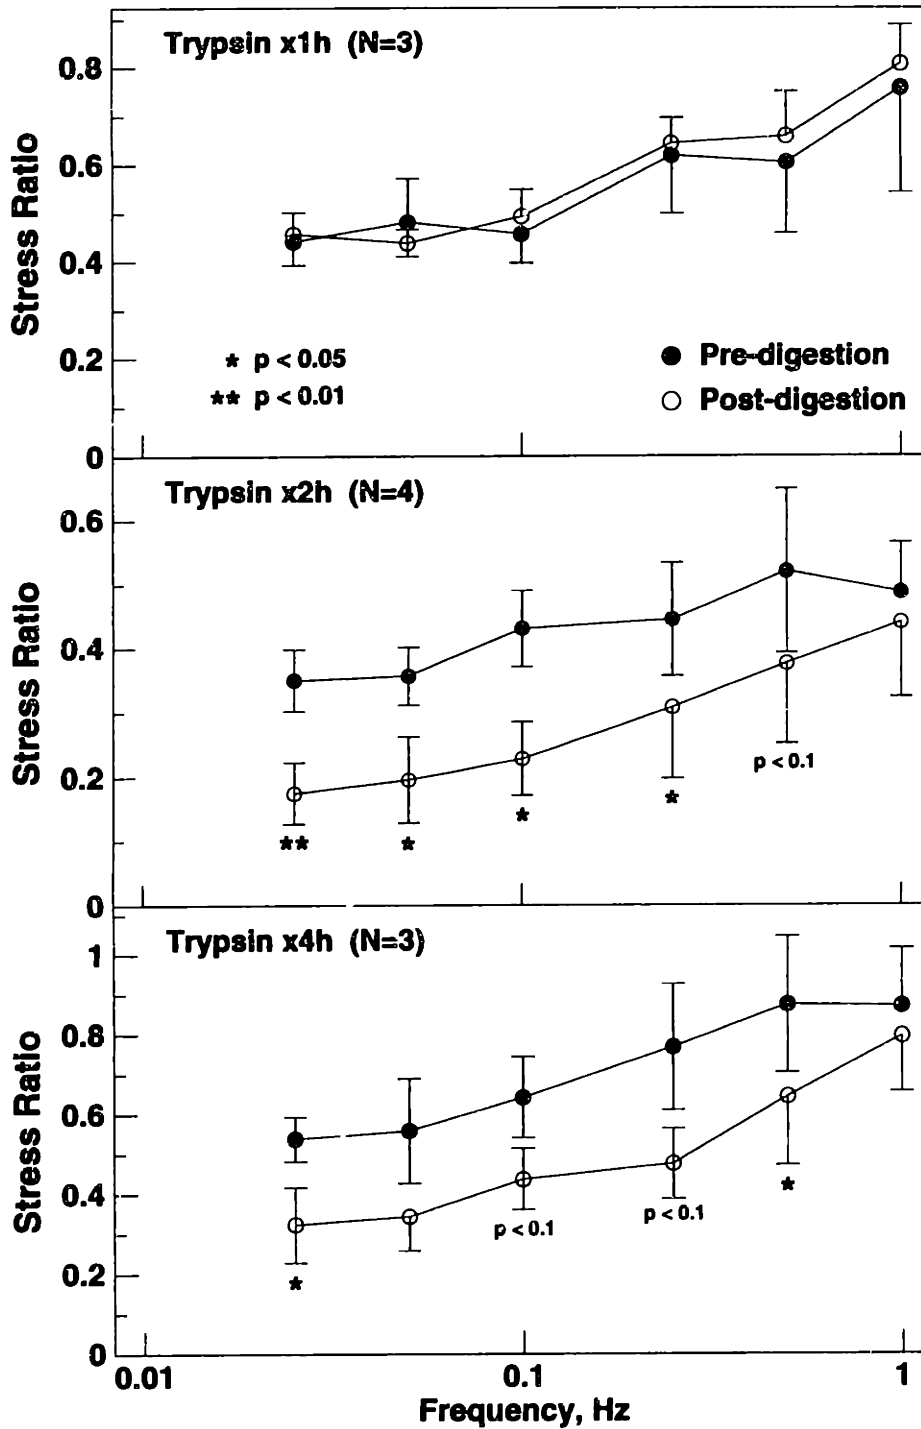 Trypsin x1h (N=3)
0.8
0.6
0.4
0.2
0
Stress Ratio
* p < 0.05
** p < 0.01
Pre-digestion
Post-digestion
Trypsin x2h (N=4)
0.6
0.4
0.2
0
Stress Ratio
p < 0.1
*
*
*
**
Trypsin x4h (N=3)
1
0.8
0.6
0.4
0.2
0
Stress Ratio
*
p < 0.1
p < 0.1
*
0.01
0.1
1
Frequency, Hz